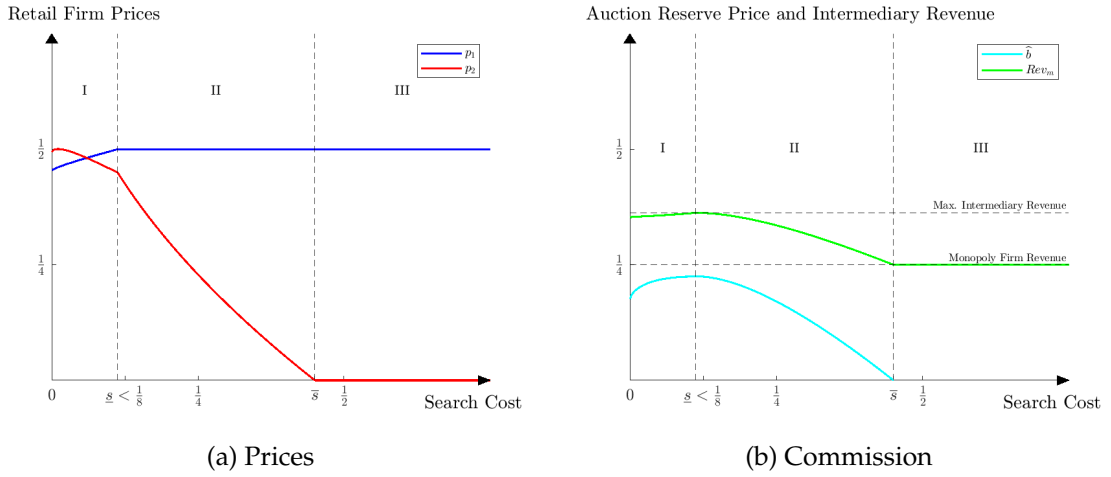 Retail Firm Prices
p₁
p₂
I
II
III
1/2
1/4
0
s̲ < 1/8
1/4
s̅
1/2
Search Cost
(a) Prices
Auction Reserve Price and Intermediary Revenue
b̂
Revₘ
I
II
III
1/2
Max. Intermediary Revenue
1/4
Monopoly Firm Revenue
0
s̲ < 1/8
1/4
s̅
1/2
Search Cost
(b) Commission